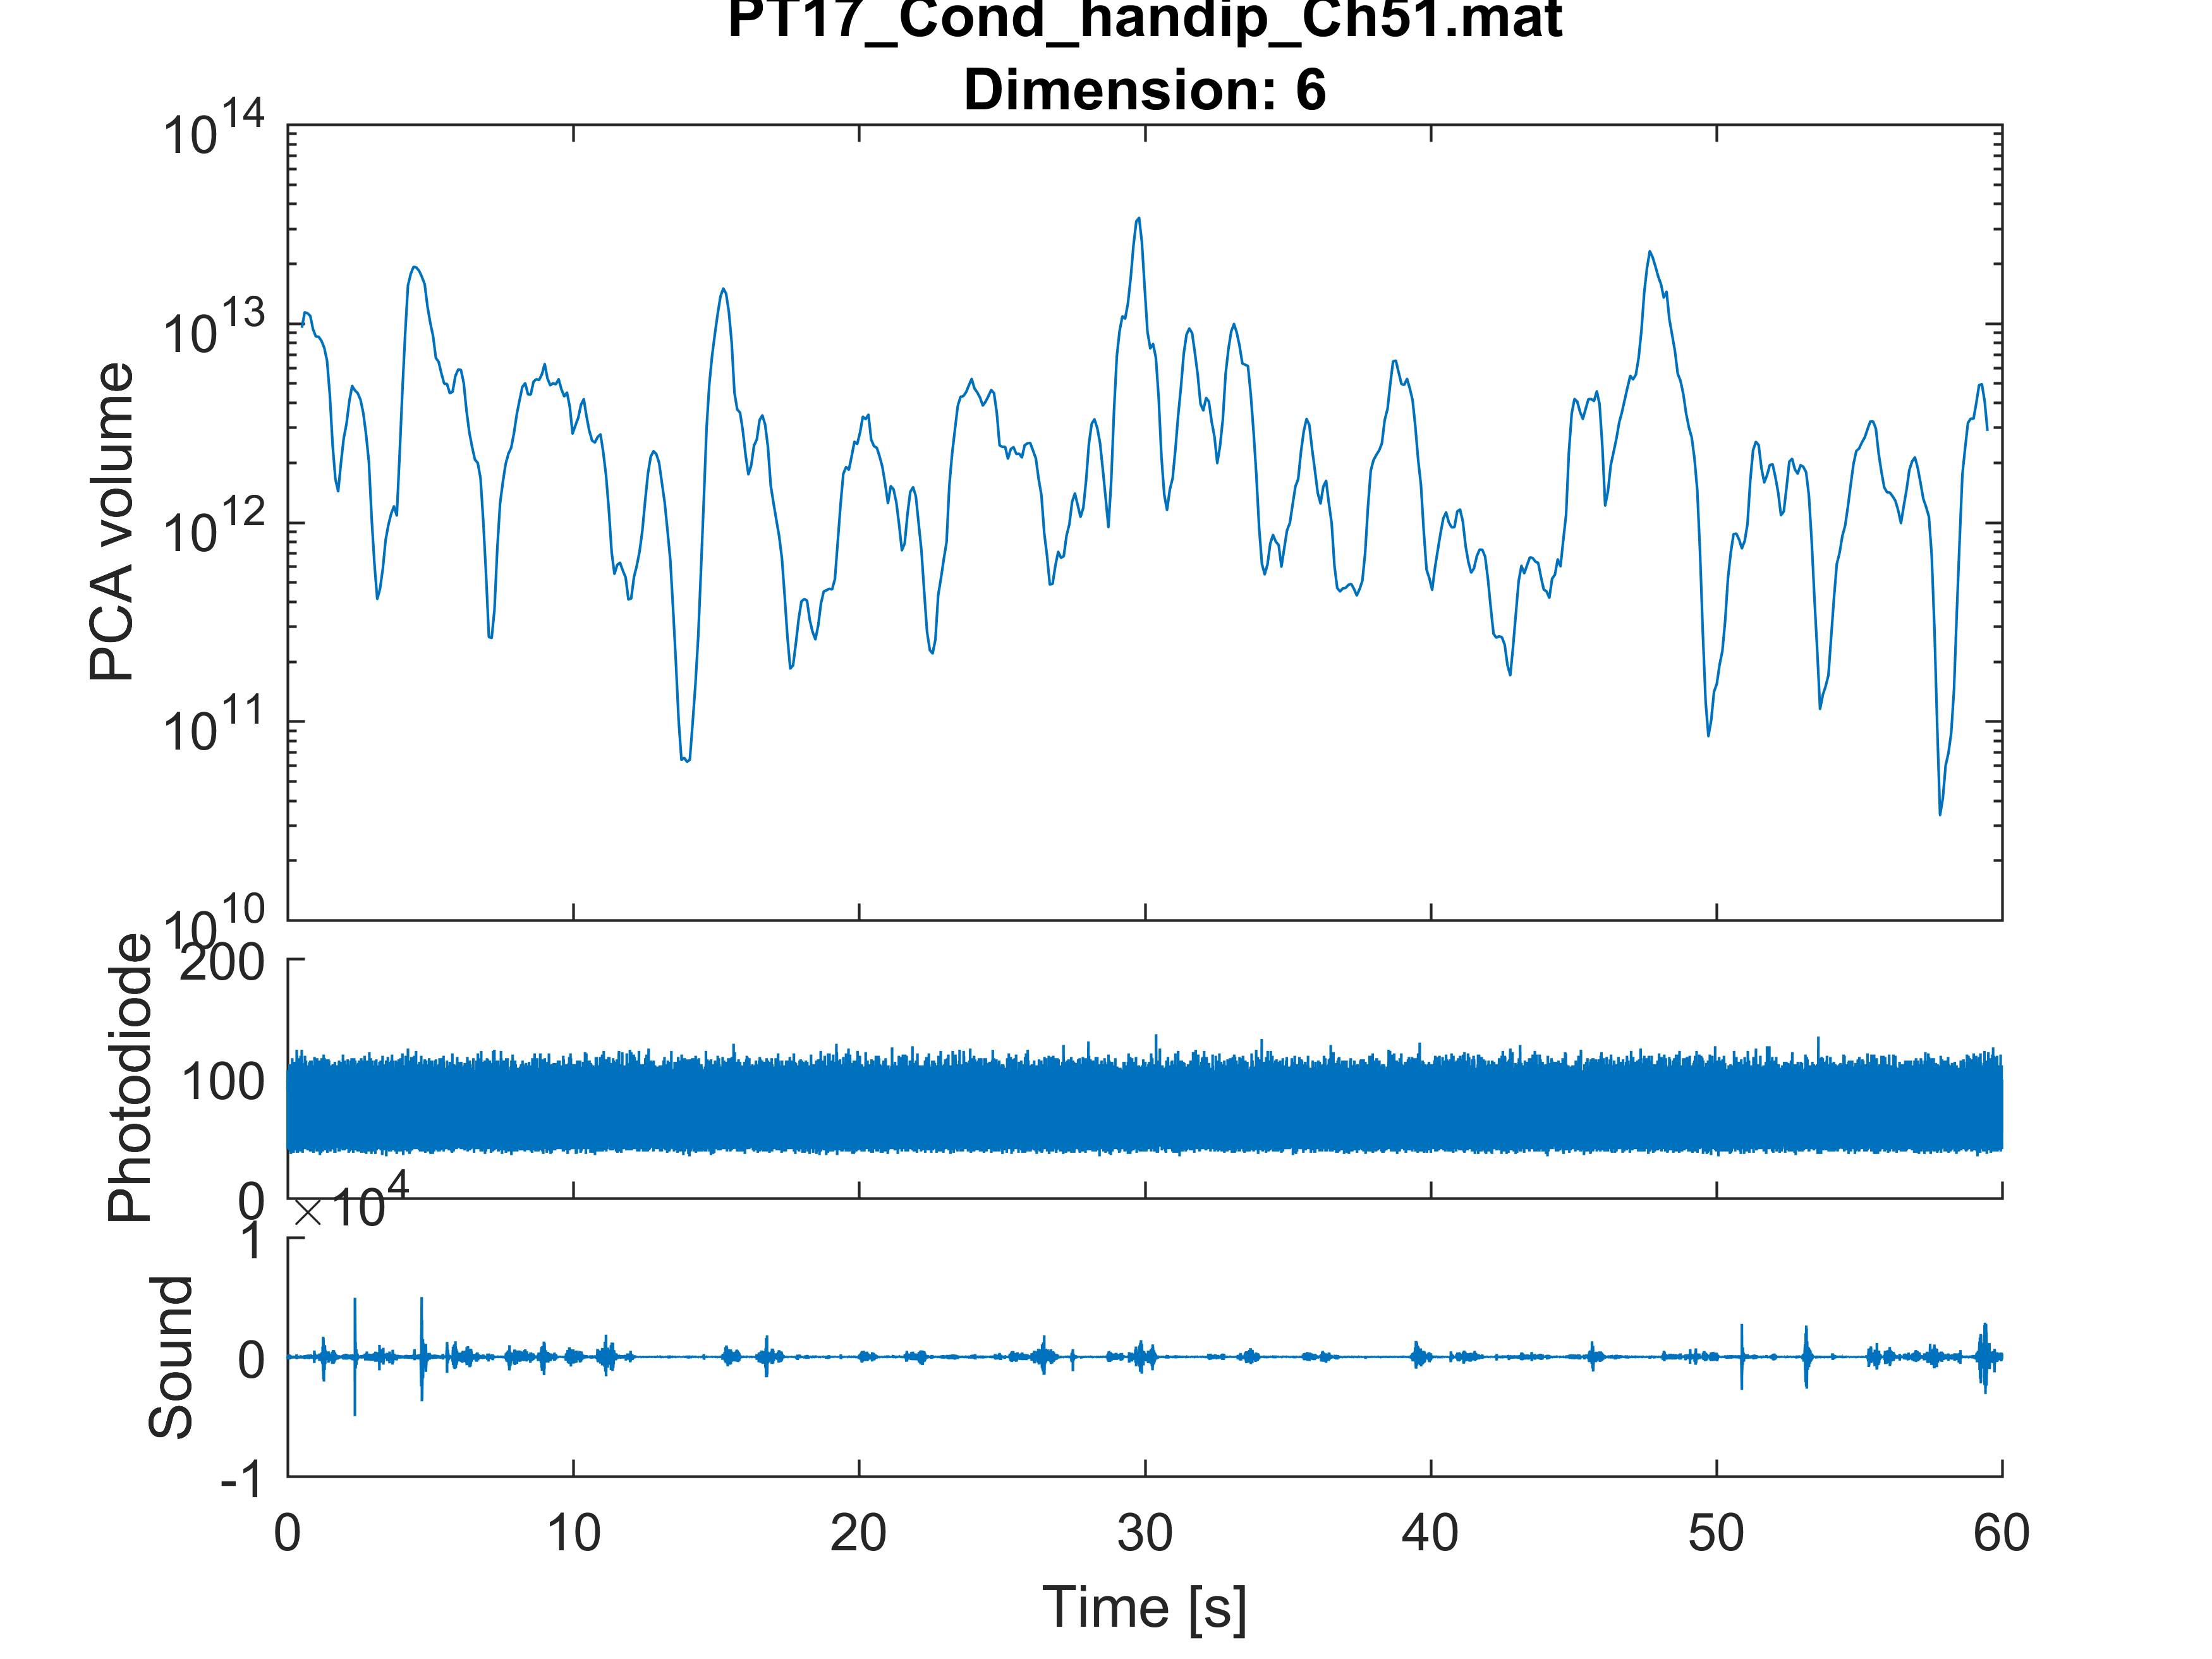 PT17_Cond_handip_Ch51.mat
Dimension: 6
10^14
10^13
10^12
10^11
10^10
PCA volume
200
100
0
Photodiode
×10^4
1
0
-1
Sound
0 10 20 30 40 50 60
Time [s]